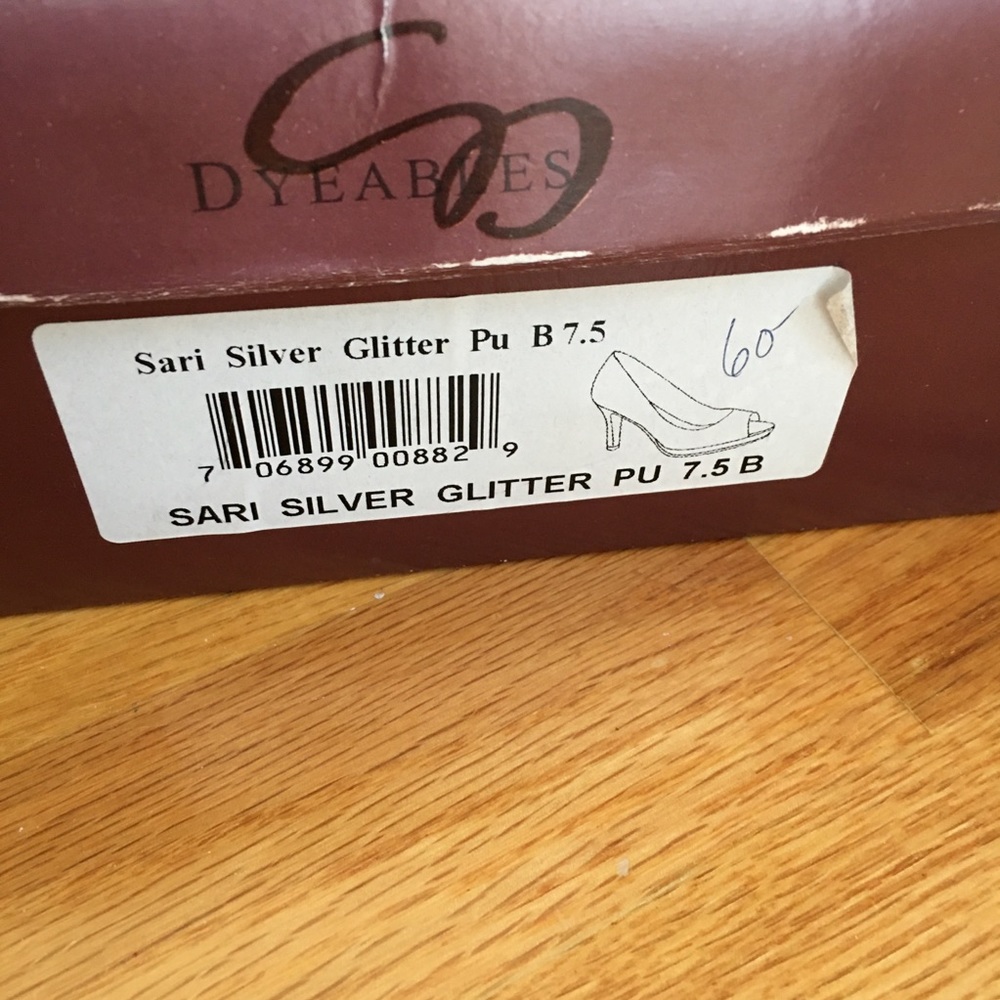 DYEABLES
Sari Silver Glitter Pu B 7.5
60
7 06899 00882 9
SARI SILVER GLITTER PU 7.5 B